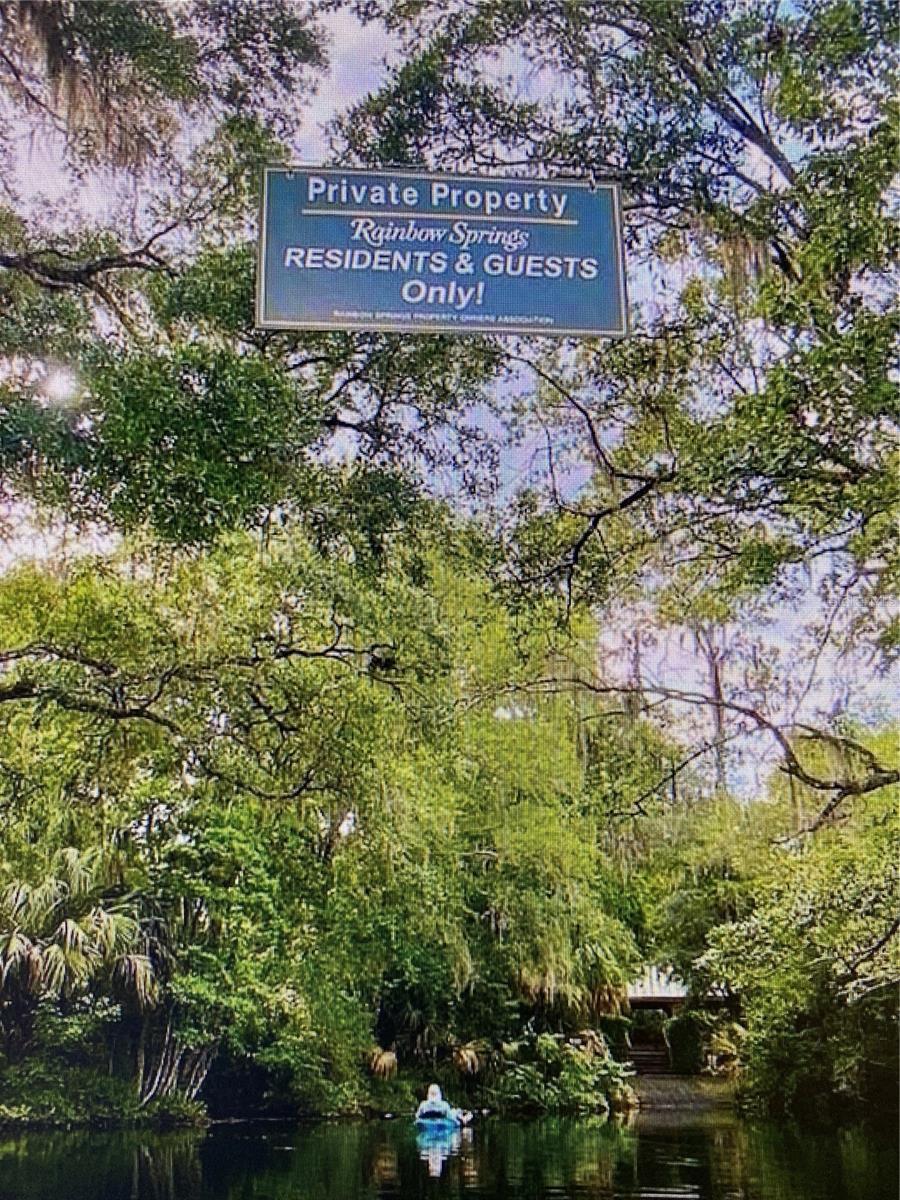 Private Property
Rainbow Springs
RESIDENTS & GUESTS
Only!
RAINBOW SPRINGS PROPERTY OWNERS ASSOCIATION